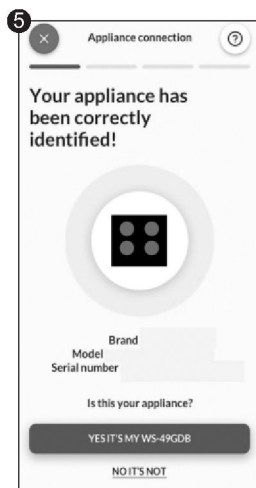 5
Appliance connection
Your appliance has
been correctly
identified!
Brand
Model
Serial number
Is this your appliance?
YES IT'S MY WS-49GDB
NO IT'S NOT